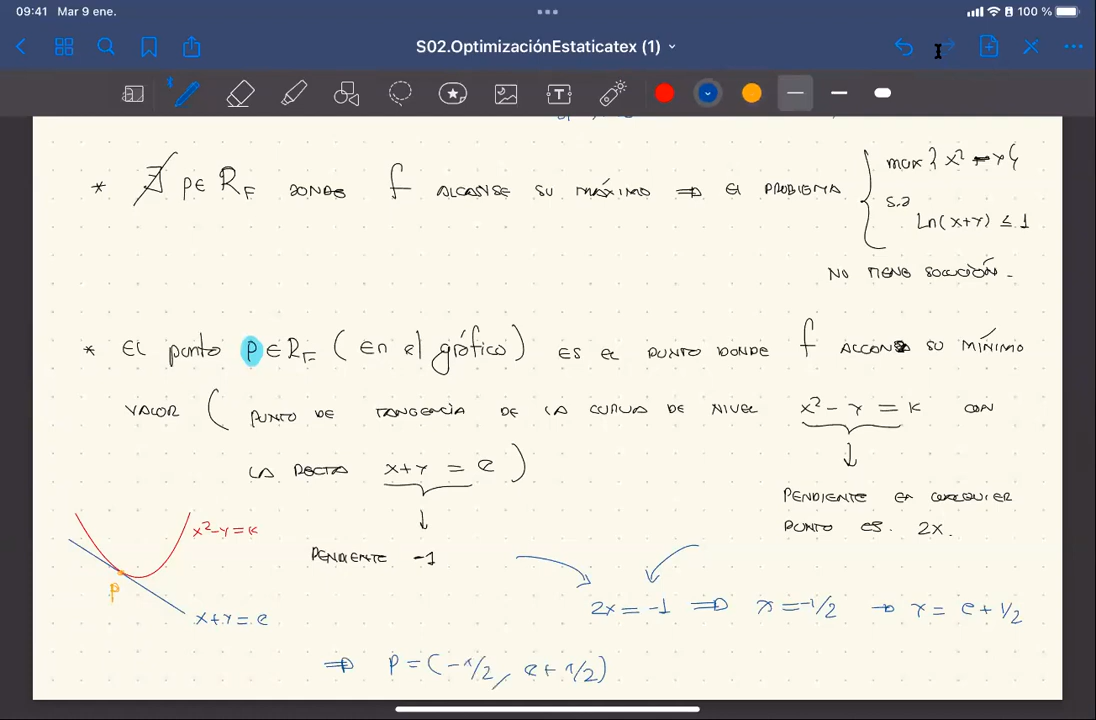 09:41 Mar 9 ene.
100 %
S02.OptimizaciónEstaticatex (1)
* ∄ p∈ R_F DONDE f ALCANSE SU MÁXIMO ⇒ EL PROBLEMA { max { x² - y }
s.a
Ln(x+y) ≤ 1
NO TIENE SOLUCIÓN.
* EL punto p ∈ R_F (En el gráfico) ES EL PUNTO DONDE f ALCANZA SU MÍNIMO
VALOR ( PUNTO DE TANGENCIA DE LA CURVA DE NIVEL x² - y = K CON
LA RECTA x+y = e )
PENDIENTE EN CUALQUIER
PUNTO ES. 2x.
x²-y=K
PENDIENTE -1
P
x+y = e
2x = -1 ⇒ x = -1/2 → y = e + 1/2
⇒ P = (-1/2, e + 1/2)